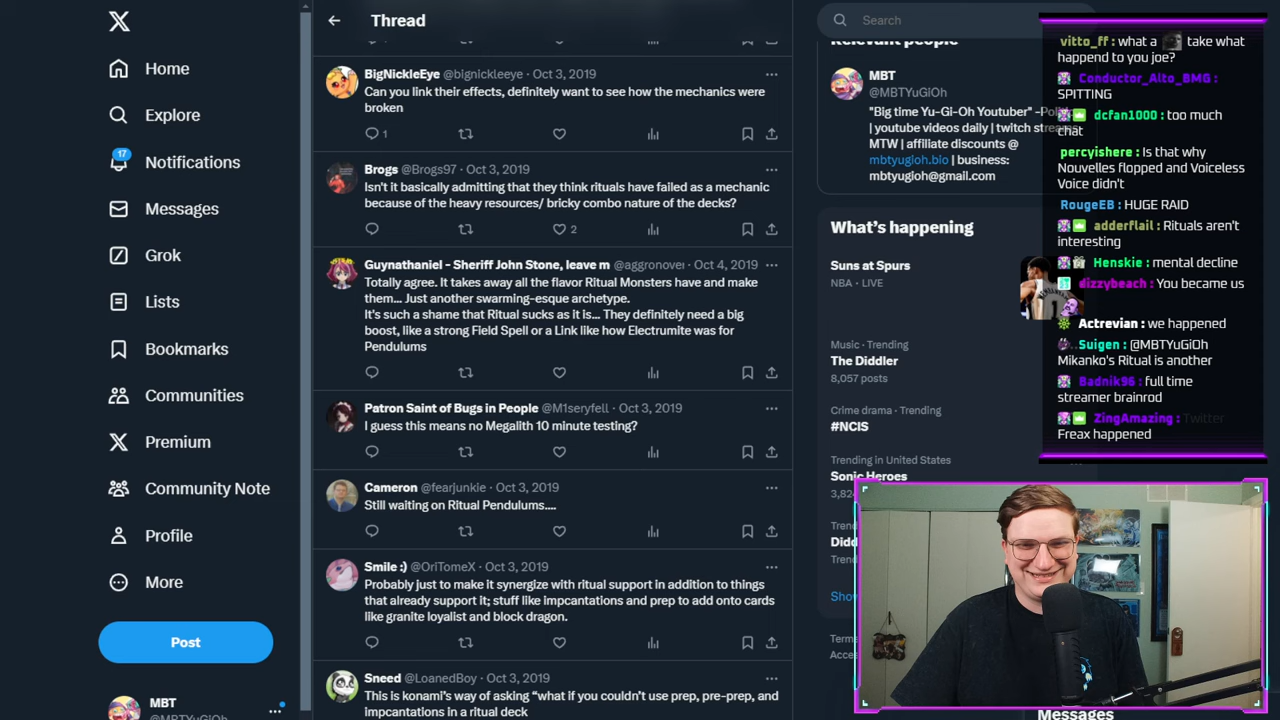 Home
Explore
17
Notifications
Messages
Grok
Lists
Bookmarks
Communities
Premium
Community Note
Profile
More
Post
MBT
@MBTYuGiOh
Thread
BigNickleEye @bignickleeye · Oct 3, 2019
Can you link their effects, definitely want to see how the mechanics were
broken
1
Brogs @Brogs97 · Oct 3, 2019
Isn't it basically admitting that they think rituals have failed as a mechanic
because of the heavy resources/ bricky combo nature of the decks?
2
Guynathaniel - Sheriff John Stone, leave m @aggronove · Oct 4, 2019
Totally agree. It takes away all the flavor Ritual Monsters have and make
them... Just another swarming-esque archetype.
It's such a shame that Ritual sucks as it is... They definitely need a big
boost, like a strong Field Spell or a Link like how Electrumite was for
Pendulums
Patron Saint of Bugs in People @M1seryfell · Oct 3, 2019
I guess this means no Megalith 10 minute testing?
Cameron @fearjunkie · Oct 3, 2019
Still waiting on Ritual Pendulums....
Smile :) @OriTomeX · Oct 3, 2019
Probably just to make it synergize with ritual support in addition to things
that already support it; stuff like impcantations and prep to add onto cards
like granite loyalist and block dragon.
Sneed @LoanedBoy · Oct 3, 2019
This is konami's way of asking "what if you couldn't use prep, pre-prep, and
impcantations in a ritual deck
Search
Relevant people
MBT
@MBTYuGiOh
"Big time Yu-Gi-Oh Youtuber" -Poli
| youtube videos daily | twitch stre
MTW | affiliate discounts @
mbtyugioh.bio | business:
mbtyugioh@gmail.com
What's happening
Suns at Spurs
NBA · LIVE
Music · Trending
The Diddler
8,057 posts
Crime drama · Trending
#NCIS
Trending in United States
Sonic Heroes
3,82
Trend
Didd
Trend
Sho
Terms
Acce
Messages
vitto_ff : what a take what
happend to you joe?
Conductor_Alto_BMG :
SPITTING
dcfan1000 : too much
chat
percyishere : Is that why
Nouvelles flopped and Voiceless
Voice didn't
RougeEB : HUGE RAID
adderflail : Rituals aren't
interesting
Henskie : mental decline
dizzybeach : You became us
Actrevian : we happened
Suigen : @MBTYuGiOh
Mikanko's Ritual is another
Badnik96 : full time
streamer brainrod
ZingAmazing : Twitter
Freax happened